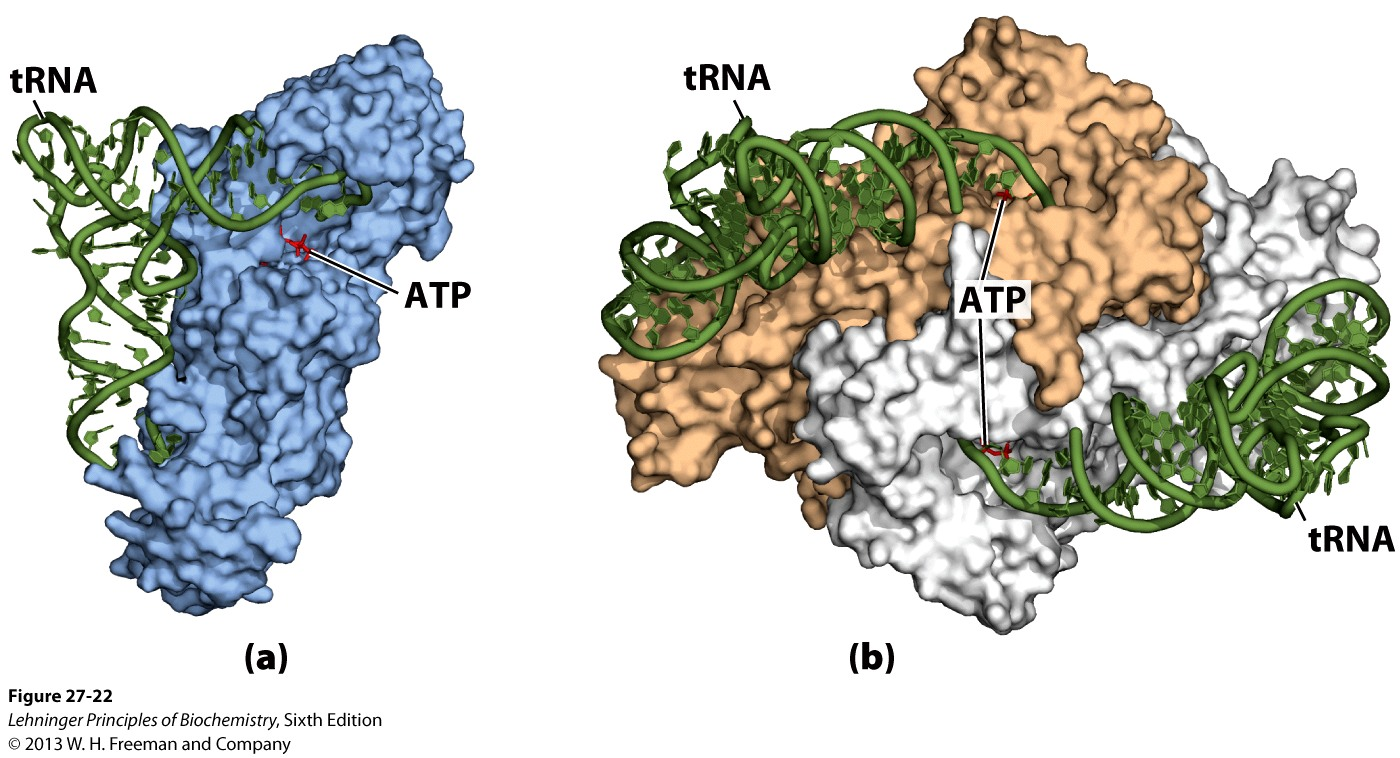 tRNA
ATP
(a)
tRNA
ATP
tRNA
(b)
Figure 27-22
Lehninger Principles of Biochemistry, Sixth Edition
© 2013 W. H. Freeman and Company